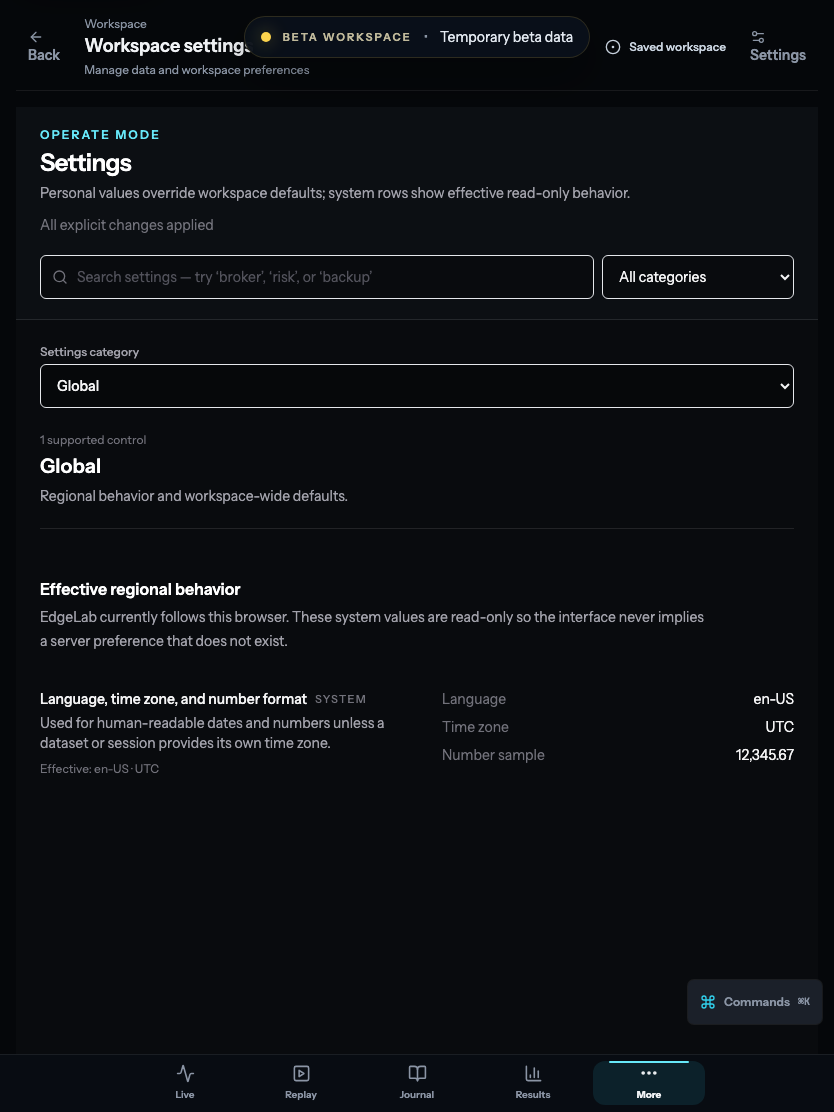 Back
Workspace
Workspace settings
Manage data and workspace preferences
BETA WORKSPACE · Temporary beta data
Saved workspace
Settings
OPERATE MODE
Settings
Personal values override workspace defaults; system rows show effective read-only behavior.
All explicit changes applied
Search settings — try ‘broker’, ‘risk’, or ‘backup’
All categories
Settings category
Global
1 supported control
Global
Regional behavior and workspace-wide defaults.
Effective regional behavior
EdgeLab currently follows this browser. These system values are read-only so the interface never implies
a server preference that does not exist.
Language, time zone, and number format SYSTEM
Used for human-readable dates and numbers unless a
dataset or session provides its own time zone.
Effective: en-US · UTC
Language en-US
Time zone UTC
Number sample 12,345.67
Commands ⌘K
Live
Replay
Journal
Results
More